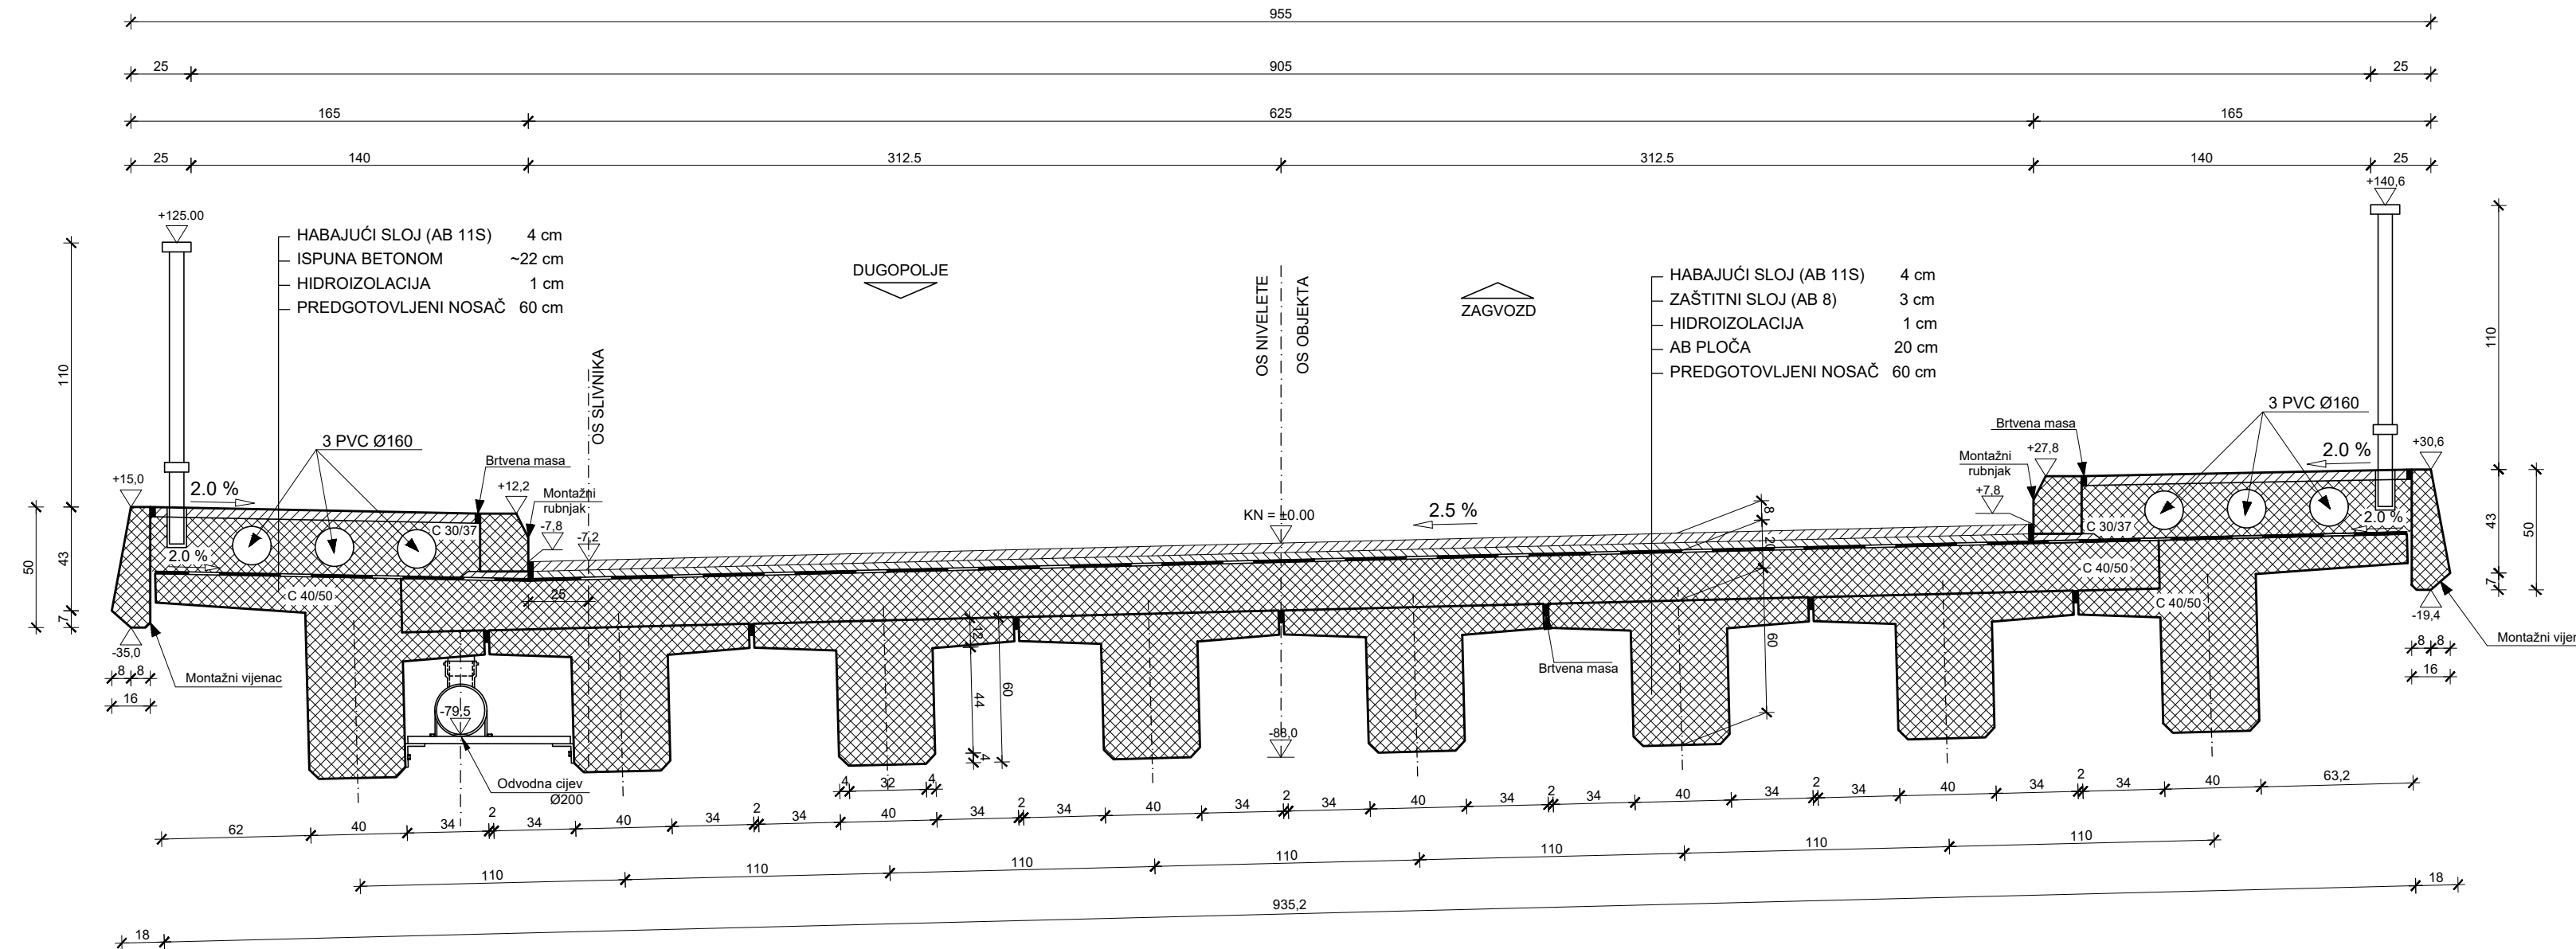 955
25 905 25
165 625 165
25 140 312.5 312.5 140 25
+125.00
+140,6
HABAJUĆI SLOJ (AB 11S) 4 cm
ISPUNA BETONOM ~22 cm
HIDROIZOLACIJA 1 cm
PREDGOTOVLJENI NOSAČ 60 cm
DUGOPOLJE
OS NIVELETE
OS OBJEKTA
ZAGVOZD
HABAJUĆI SLOJ (AB 11S) 4 cm
ZAŠTITNI SLOJ (AB 8) 3 cm
HIDROIZOLACIJA 1 cm
AB PLOČA 20 cm
PREDGOTOVLJENI NOSAČ 60 cm
OS SLIVNIKA
110
110
3 PVC Ø160
3 PVC Ø160
Brtvena masa
Brtvena masa
Montažni
rubnjak
Montažni
rubnjak
+15,0
2.0 %
+12,2
-7,8
-7,2
KN = ±0.00
2.5 %
+7,8
+27,8
2.0 %
+30,6
C 30/37
2.0 %
C 40/50
C 30/37
2.0 %
C 40/50
C 40/50
50
43
7
43
7
50
25
8
20
60
12
44
4
60
-35,0
-19,4
8 8
16
8 8
16
Montažni vijenac
Montažni vije
Brtvena masa
-79,5
-88,0
Odvodna cijev
Ø200
4 32 4
62 40 34 2 34 40 34 2 34 40 34 2 34 40 34 2 34 40 34 2 34 40 34 2 34 40 34 2 34 40 63,2
110 110 110 110 110 110 110
18 935,2 18